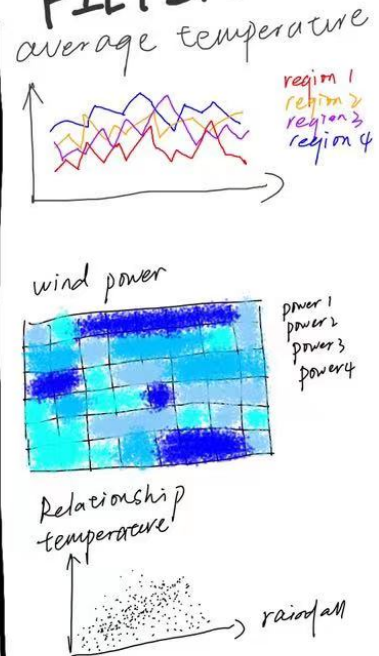 average temperature
region 1
region 2
region 3
region 4
wind power
power 1
power 2
power 3
power 4
Relationship
temperature
rainfall